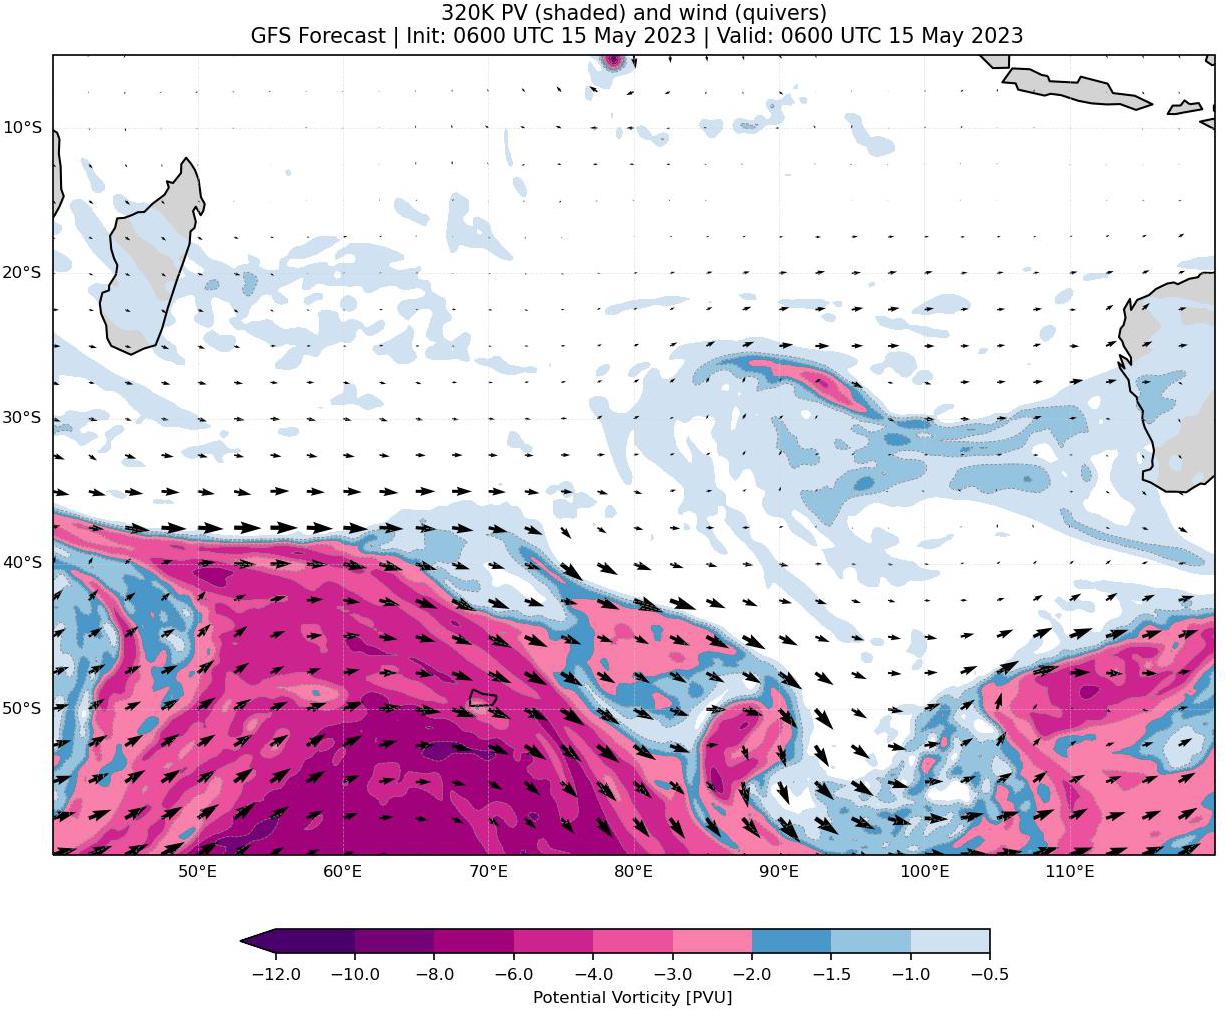 320K PV (shaded) and wind (quivers)
GFS Forecast | Init: 0600 UTC 15 May 2023 | Valid: 0600 UTC 15 May 2023
10°S
20°S
30°S
40°S
50°S
50°E 60°E 70°E 80°E 90°E 100°E 110°E
−12.0 −10.0 −8.0 −6.0 −4.0 −3.0 −2.0 −1.5 −1.0 −0.5
Potential Vorticity [PVU]